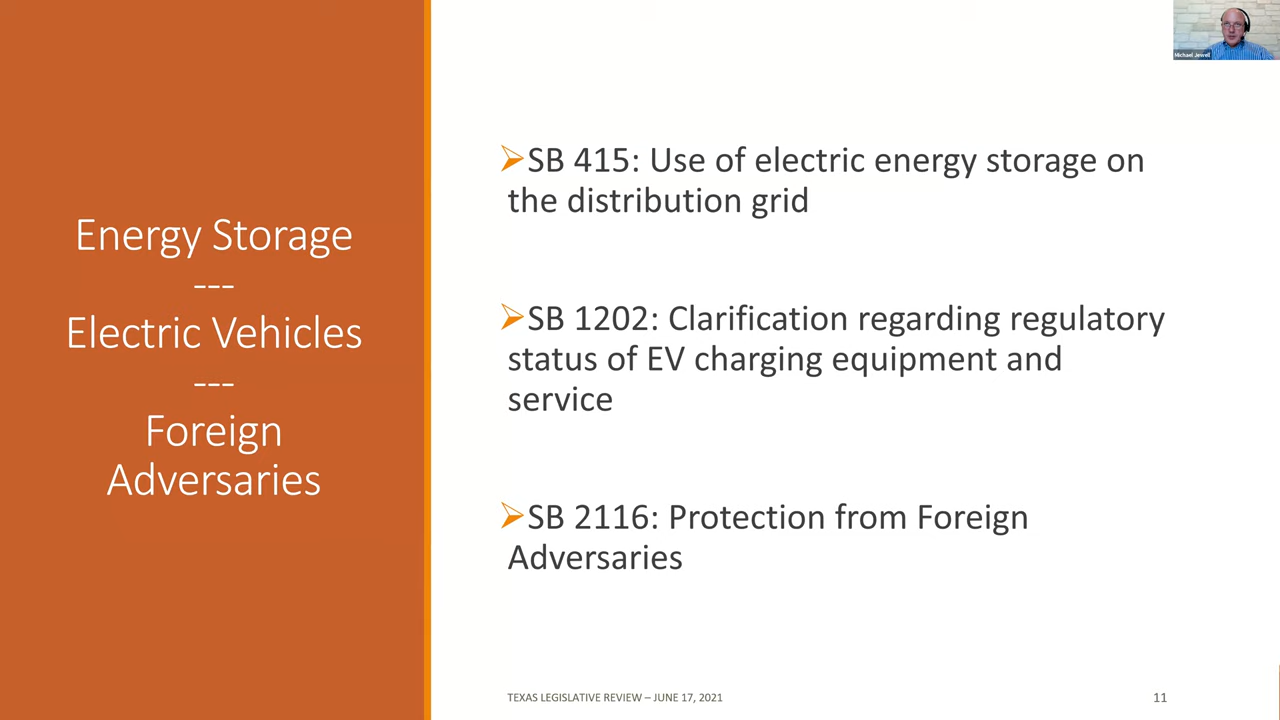 Energy Storage
---
Electric Vehicles
---
Foreign
Adversaries
SB 415: Use of electric energy storage on
the distribution grid
SB 1202: Clarification regarding regulatory
status of EV charging equipment and
service
SB 2116: Protection from Foreign
Adversaries
TEXAS LEGISLATIVE REVIEW – JUNE 17, 2021
11
Michael Jewell